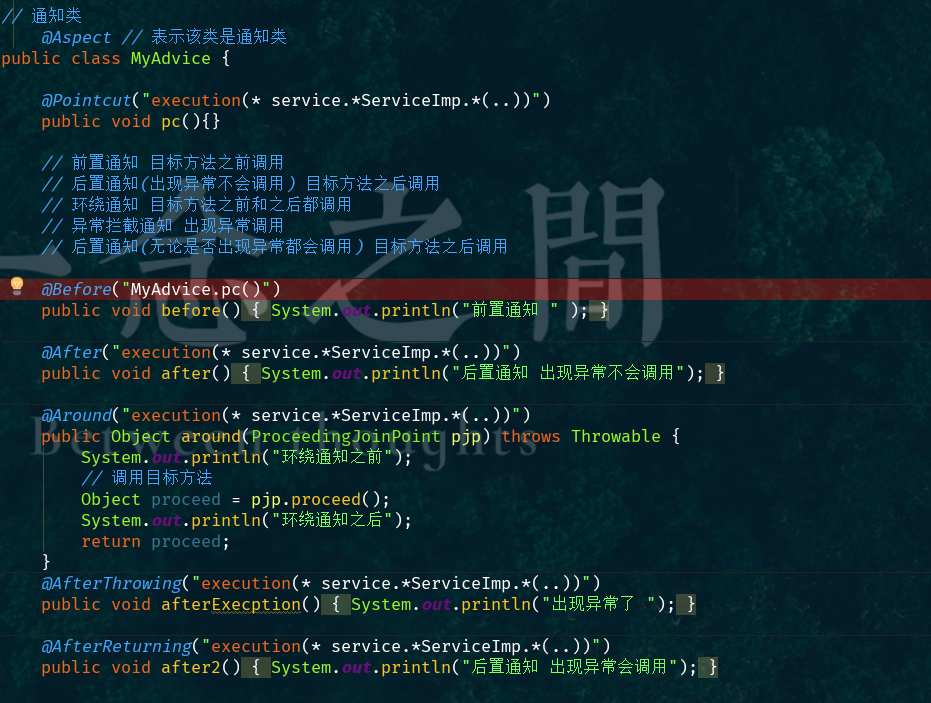 // 通知类
@Aspect // 表示该类是通知类
public class MyAdvice {
@Pointcut("execution(* service.*ServiceImp.*(..))")
public void pc(){}
// 前置通知 目标方法之前调用
// 后置通知(出现异常不会调用) 目标方法之后调用
// 环绕通知 目标方法之前和之后都调用
// 异常拦截通知 出现异常调用
// 后置通知(无论是否出现异常都会调用) 目标方法之后调用
一念之間
@Before("MyAdvice.pc()")
public void before() { System.out.println("前置通知 " ); }
@After("execution(* service.*ServiceImp.*(..))")
public void after() { System.out.println("后置通知 出现异常不会调用"); }
@Around("execution(* service.*ServiceImp.*(..))")
public Object around(ProceedingJoinPoint pjp) throws Throwable {
Between thoughts
System.out.println("环绕通知之前");
// 调用目标方法
Object proceed = pjp.proceed();
System.out.println("环绕通知之后");
return proceed;
}
@AfterThrowing("execution(* service.*ServiceImp.*(..))")
public void afterExecption() { System.out.println("出现异常了 "); }
@AfterReturning("execution(* service.*ServiceImp.*(..))")
public void after2() { System.out.println("后置通知 出现异常会调用"); }